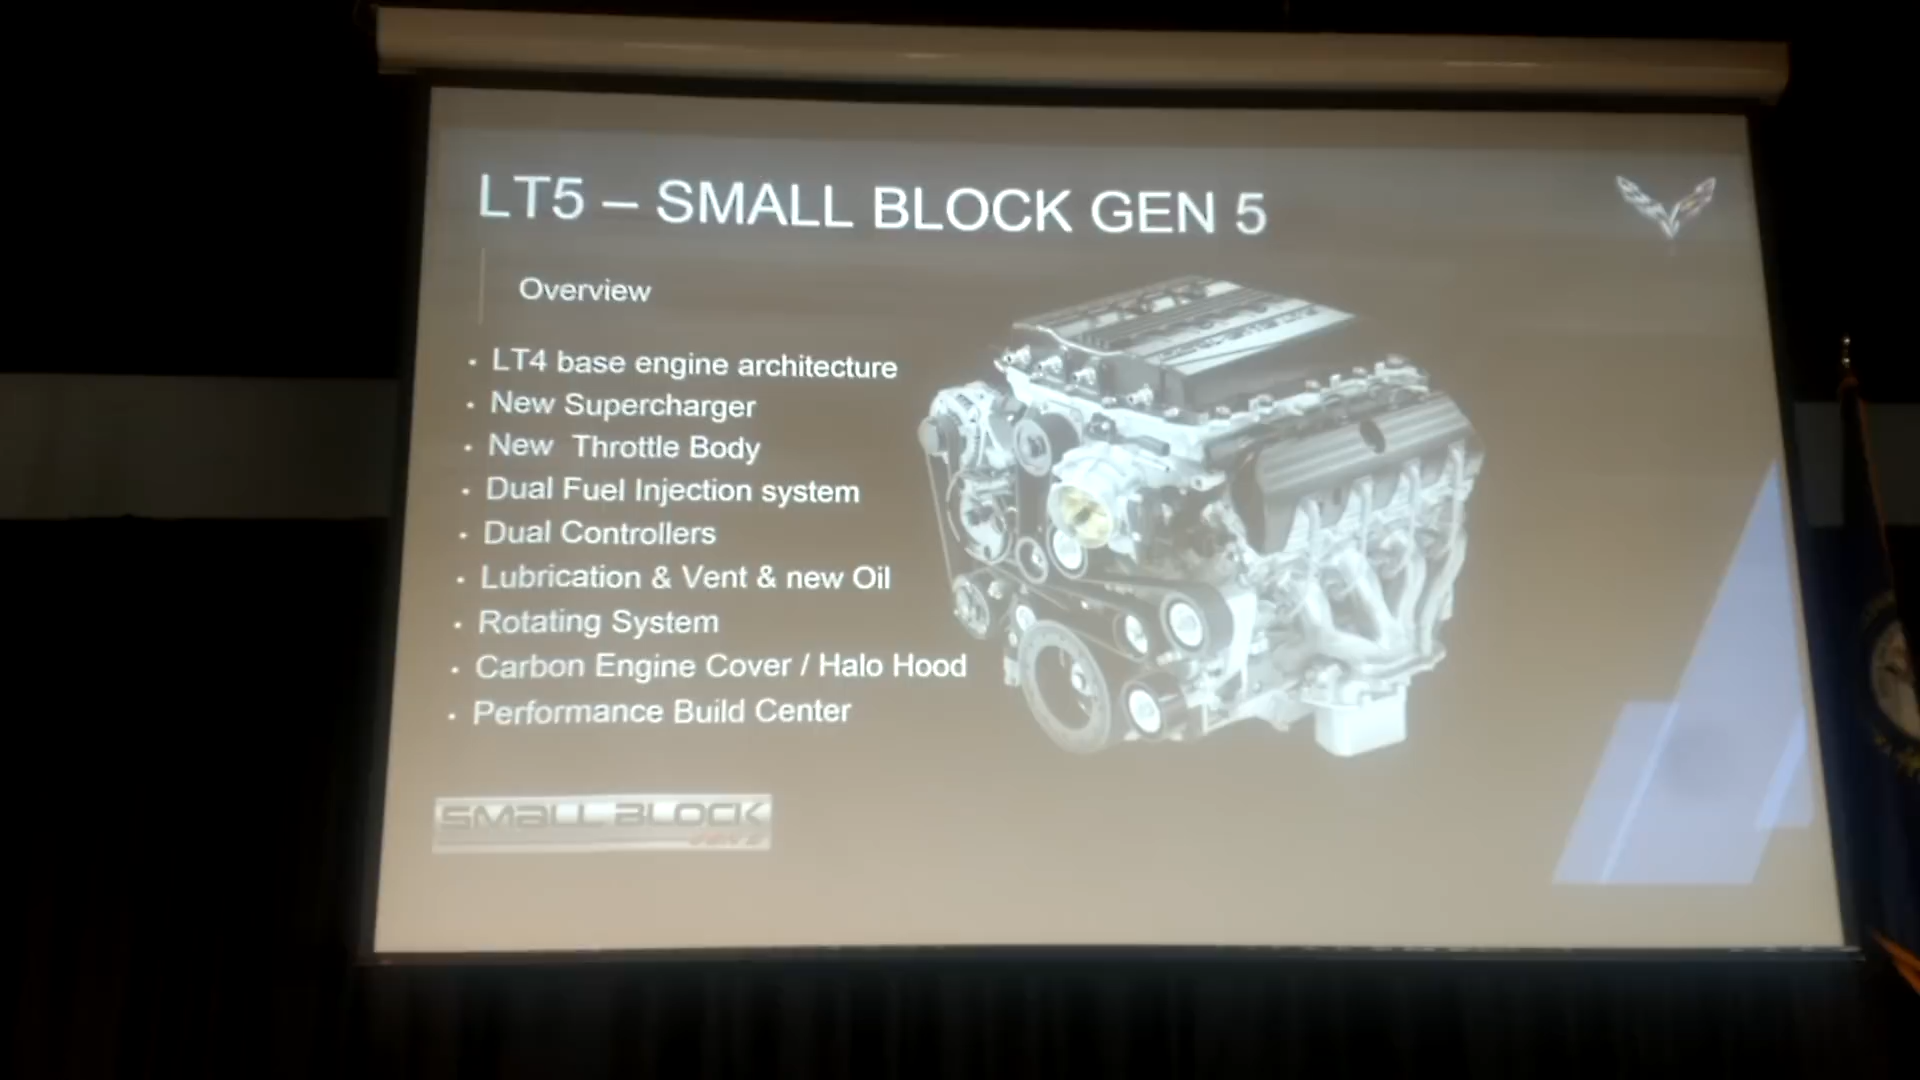 LT5 – SMALL BLOCK GEN 5
Overview
• LT4 base engine architecture
• New Supercharger
• New Throttle Body
• Dual Fuel Injection system
• Dual Controllers
• Lubrication & Vent & new Oil
• Rotating System
• Carbon Engine Cover / Halo Hood
• Performance Build Center
SMALL BLOCK